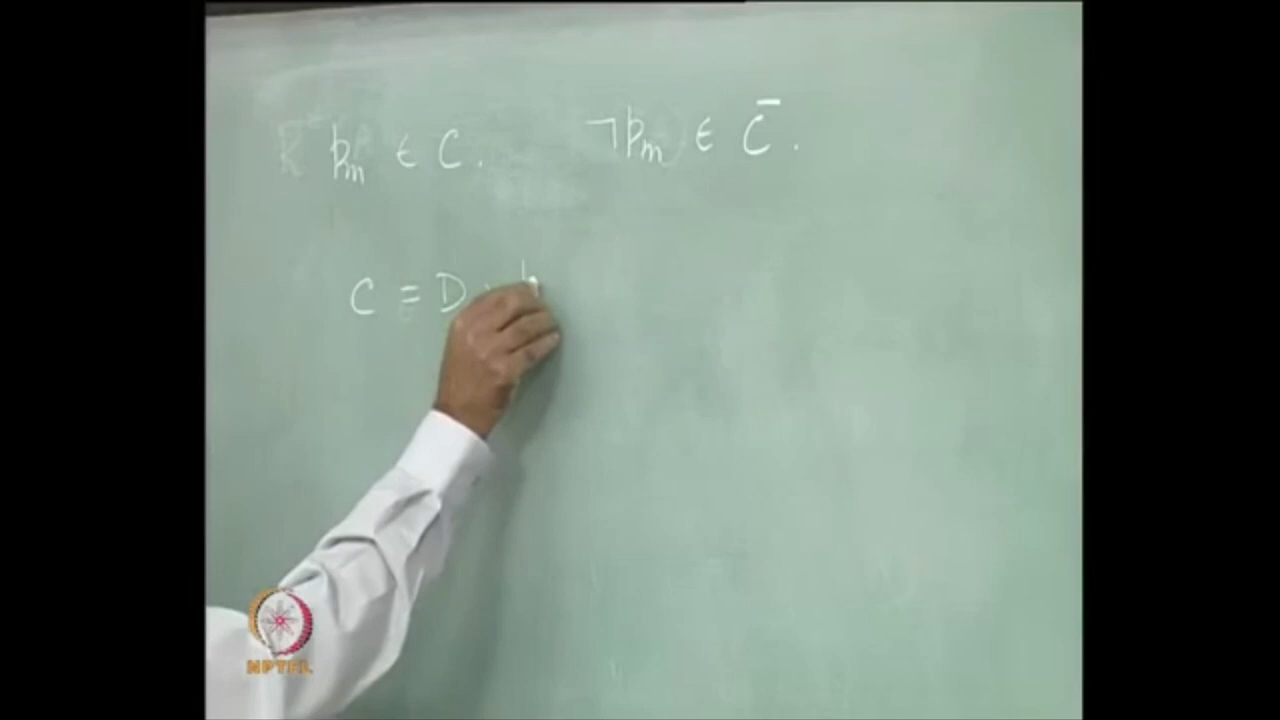 pₘ ∈ C. ¬pₘ ∈ C̄.
C ≡ D ∨
NPTEL